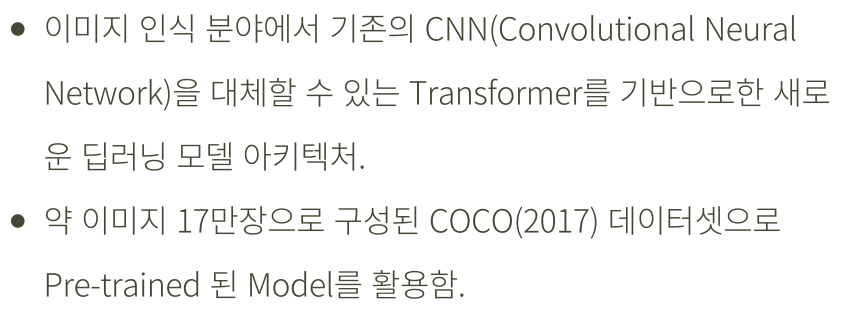 ● 이미지 인식 분야에서 기존의 CNN(Convolutional Neural
Network)을 대체할 수 있는 Transformer를 기반으로한 새로
운 딥러닝 모델 아키텍처.
● 약 이미지 17만장으로 구성된 COCO(2017) 데이터셋으로
Pre-trained 된 Model를 활용함.